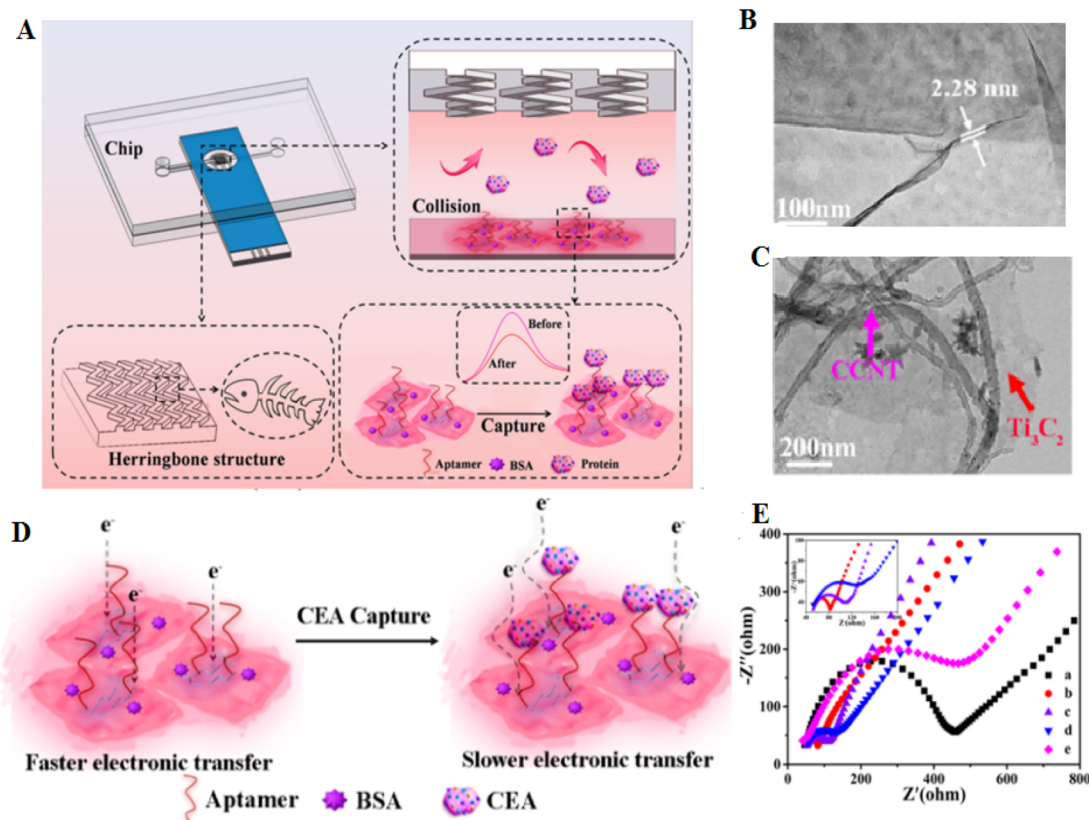 A
Chip
Collision
Before
After
Capture
Aptamer BSA Protein
Herringbone structure
B
2.28 nm
100nm
C
CCNT
Ti3C2
200nm
D
e-
e-
e-
CEA Capture
e-
e-
e-
Faster electronic transfer
Slower electronic transfer
Aptamer BSA CEA
E
400
300
200
100
0
-Z''(ohm)
0 200 400 600 800
Z'(ohm)
a
b
c
d
e
Z'(ohm)